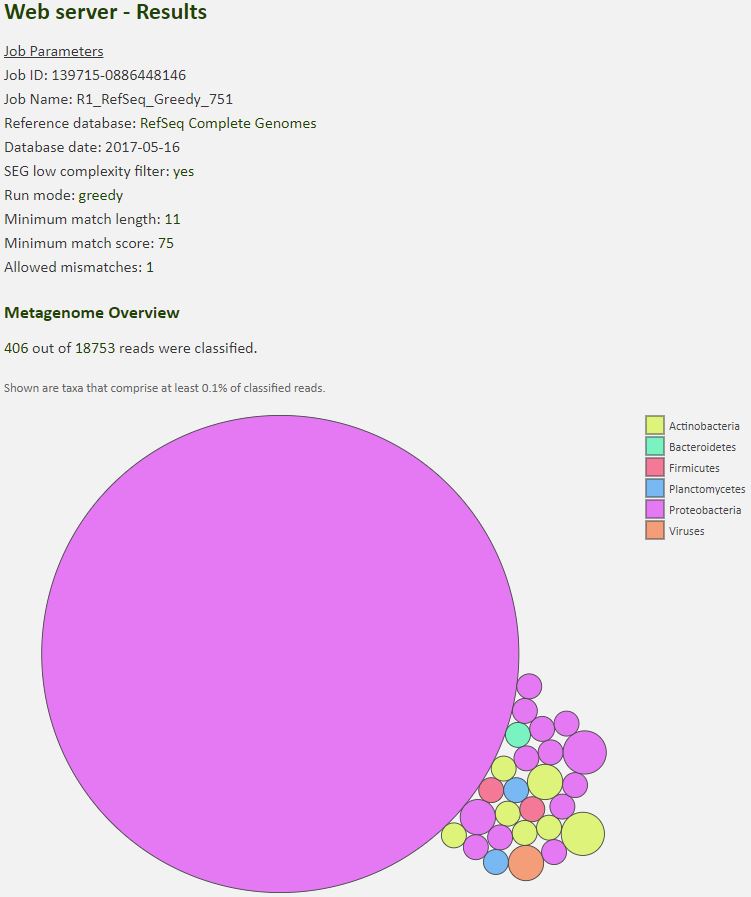 Web server - Results
Job Parameters
Job ID: 139715-0886448146
Job Name: R1_RefSeq_Greedy_751
Reference database: RefSeq Complete Genomes
Database date: 2017-05-16
SEG low complexity filter: yes
Run mode: greedy
Minimum match length: 11
Minimum match score: 75
Allowed mismatches: 1
Metagenome Overview
406 out of 18753 reads were classified.
Shown are taxa that comprise at least 0.1% of classified reads.
Actinobacteria
Bacteroidetes
Firmicutes
Planctomycetes
Proteobacteria
Viruses